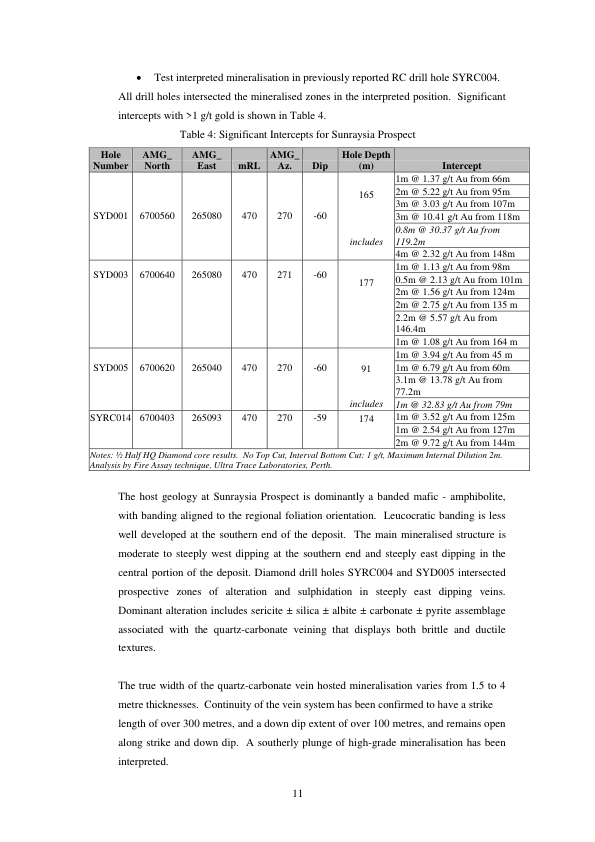 • Test interpreted mineralisation in previously reported RC drill hole SYRC004.
All drill holes intersected the mineralised zones in the interpreted position. Significant
intercepts with >1 g/t gold is shown in Table 4.
Table 4: Significant Intercepts for Sunraysia Prospect
Hole Number AMG_ North AMG_ East mRL AMG_ Az. Dip Hole Depth (m) Intercept
1m @ 1.37 g/t Au from 66m
165 2m @ 5.22 g/t Au from 95m
3m @ 3.03 g/t Au from 107m
SYD001 6700560 265080 470 270 -60 3m @ 10.41 g/t Au from 118m
0.8m @ 30.37 g/t Au from
includes 119.2m
4m @ 2.32 g/t Au from 148m
SYD003 6700640 265080 470 271 -60 1m @ 1.13 g/t Au from 98m
177 0.5m @ 2.13 g/t Au from 101m
2m @ 1.56 g/t Au from 124m
2m @ 2.75 g/t Au from 135 m
2.2m @ 5.57 g/t Au from
146.4m
1m @ 1.08 g/t Au from 164 m
1m @ 3.94 g/t Au from 45 m
SYD005 6700620 265040 470 270 -60 91 1m @ 6.79 g/t Au from 60m
3.1m @ 13.78 g/t Au from
77.2m
includes 1m @ 32.83 g/t Au from 79m
SYRC014 6700403 265093 470 270 -59 174 1m @ 3.52 g/t Au from 125m
1m @ 2.54 g/t Au from 127m
2m @ 9.72 g/t Au from 144m
Notes: ½ Half HQ Diamond core results. No Top Cut, Interval Bottom Cut: 1 g/t, Maximum Internal Dilution 2m.
Analysis by Fire Assay technique, Ultra Trace Laboratories, Perth.
The host geology at Sunraysia Prospect is dominantly a banded mafic - amphibolite,
with banding aligned to the regional foliation orientation. Leucocratic banding is less
well developed at the southern end of the deposit. The main mineralised structure is
moderate to steeply west dipping at the southern end and steeply east dipping in the
central portion of the deposit. Diamond drill holes SYRC004 and SYD005 intersected
prospective zones of alteration and sulphidation in steeply east dipping veins.
Dominant alteration includes sericite ± silica ± albite ± carbonate ± pyrite assemblage
associated with the quartz-carbonate veining that displays both brittle and ductile
textures.
The true width of the quartz-carbonate vein hosted mineralisation varies from 1.5 to 4
metre thicknesses. Continuity of the vein system has been confirmed to have a strike
length of over 300 metres, and a down dip extent of over 100 metres, and remains open
along strike and down dip. A southerly plunge of high-grade mineralisation has been
interpreted.
11